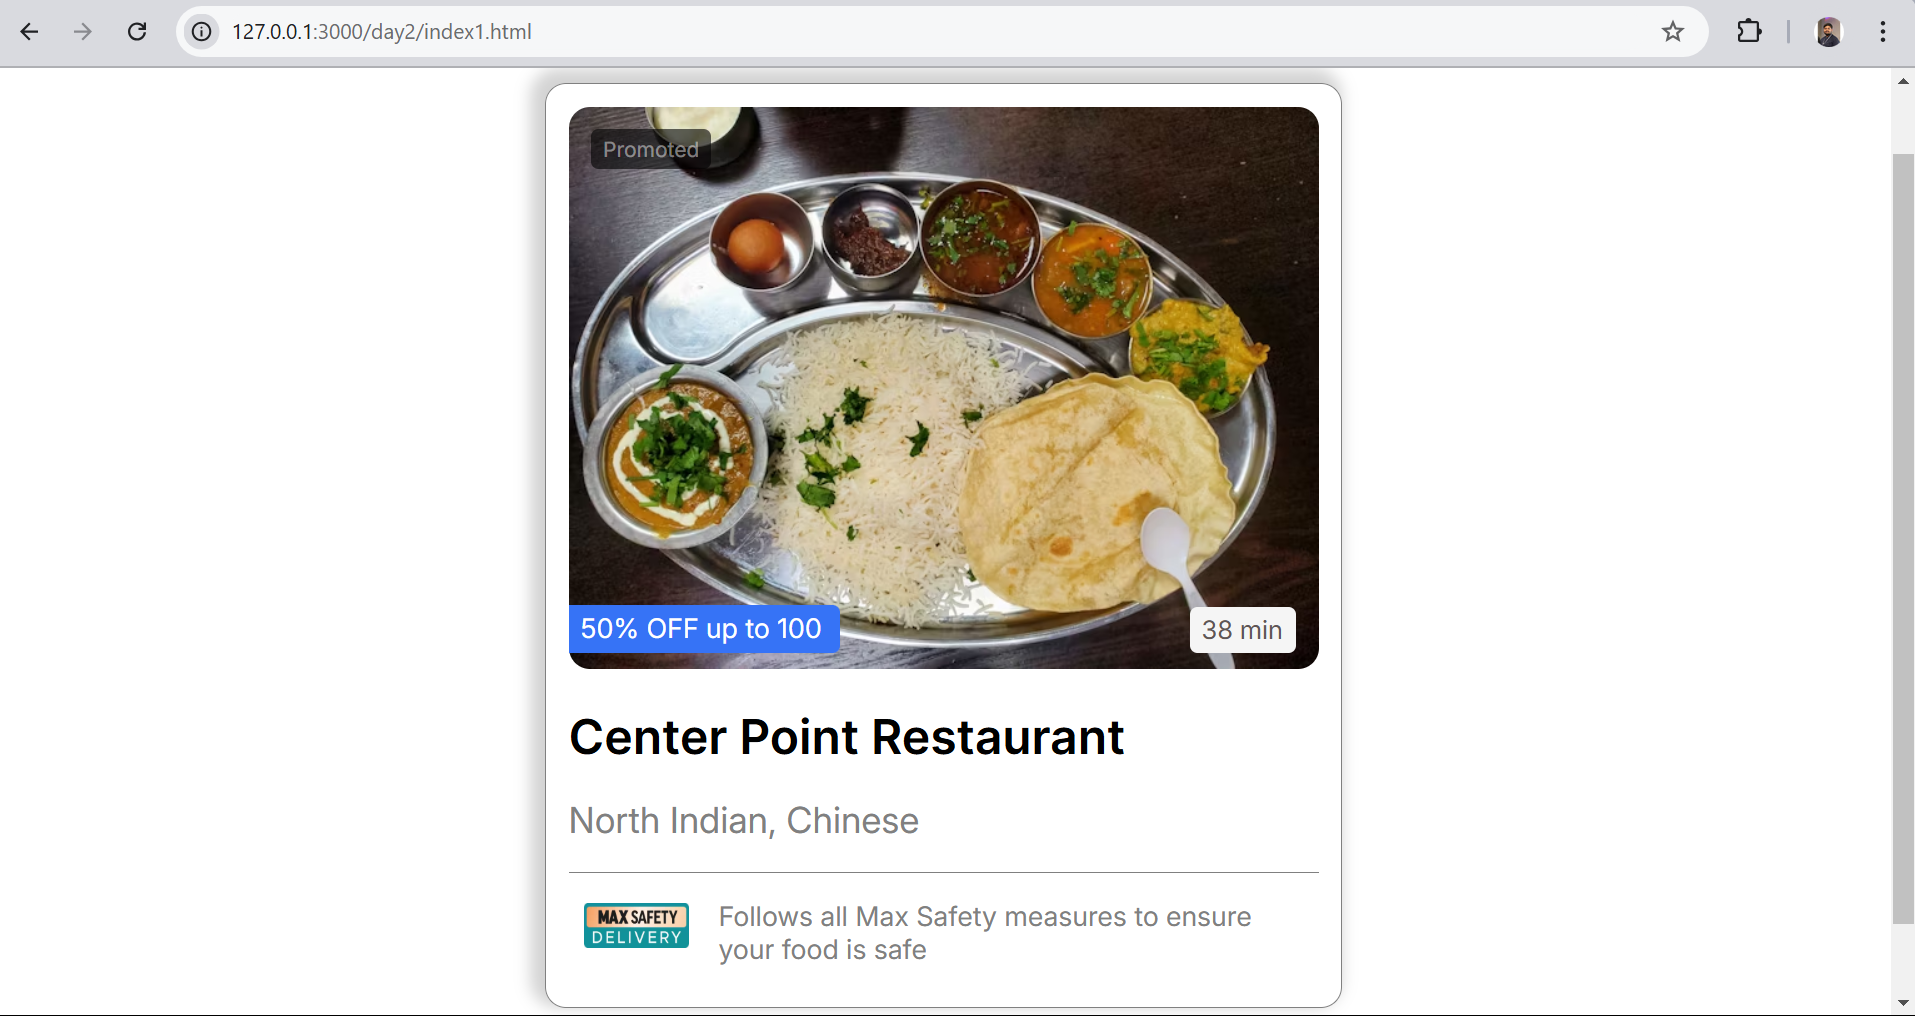 127.0.0.1:3000/day2/index1.html
Promoted
50% OFF up to 100
38 min
Center Point Restaurant
North Indian, Chinese
MAX SAFETY
DELIVERY
Follows all Max Safety measures to ensure
your food is safe